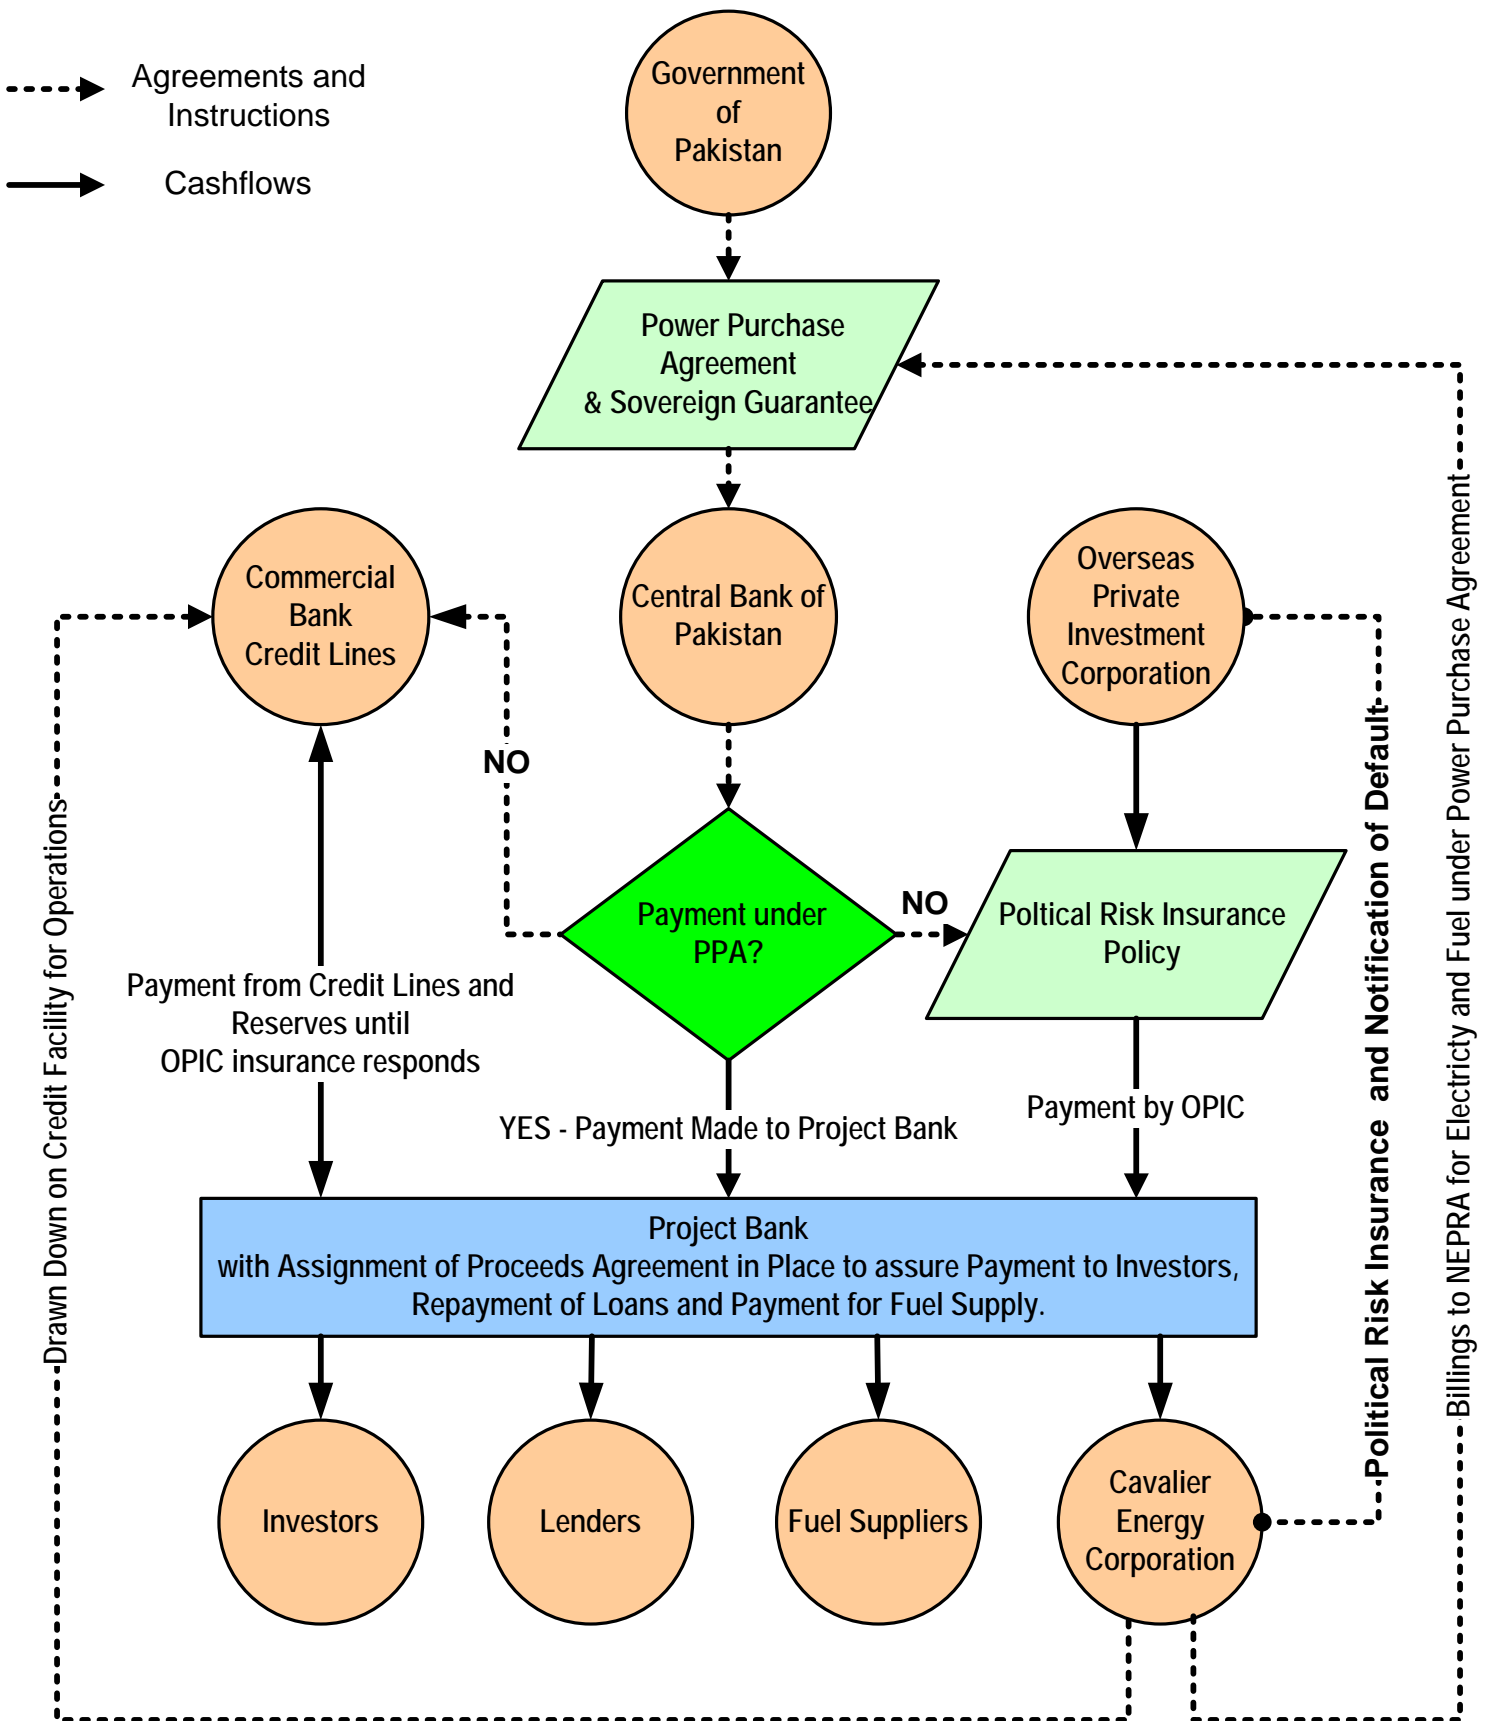 Agreements and
Instructions
Cashflows
Government
of
Pakistan
Power Purchase
Agreement
& Sovereign Guarantee
Commercial
Bank
Credit Lines
Central Bank of
Pakistan
Overseas
Private
Investment
Corporation
NO
Payment under
PPA?
NO
Poltical Risk Insurance
Policy
Payment from Credit Lines and
Reserves until
OPIC insurance responds
YES - Payment Made to Project Bank
Payment by OPIC
Project Bank
with Assignment of Proceeds Agreement in Place to assure Payment to Investors,
Repayment of Loans and Payment for Fuel Supply.
Investors
Lenders
Fuel Suppliers
Cavalier
Energy
Corporation
Drawn Down on Credit Facility for Operations
Political Risk Insurance  and Notification of Default
Billings to NEPRA for Electricty and Fuel under Power Purchase Agreement